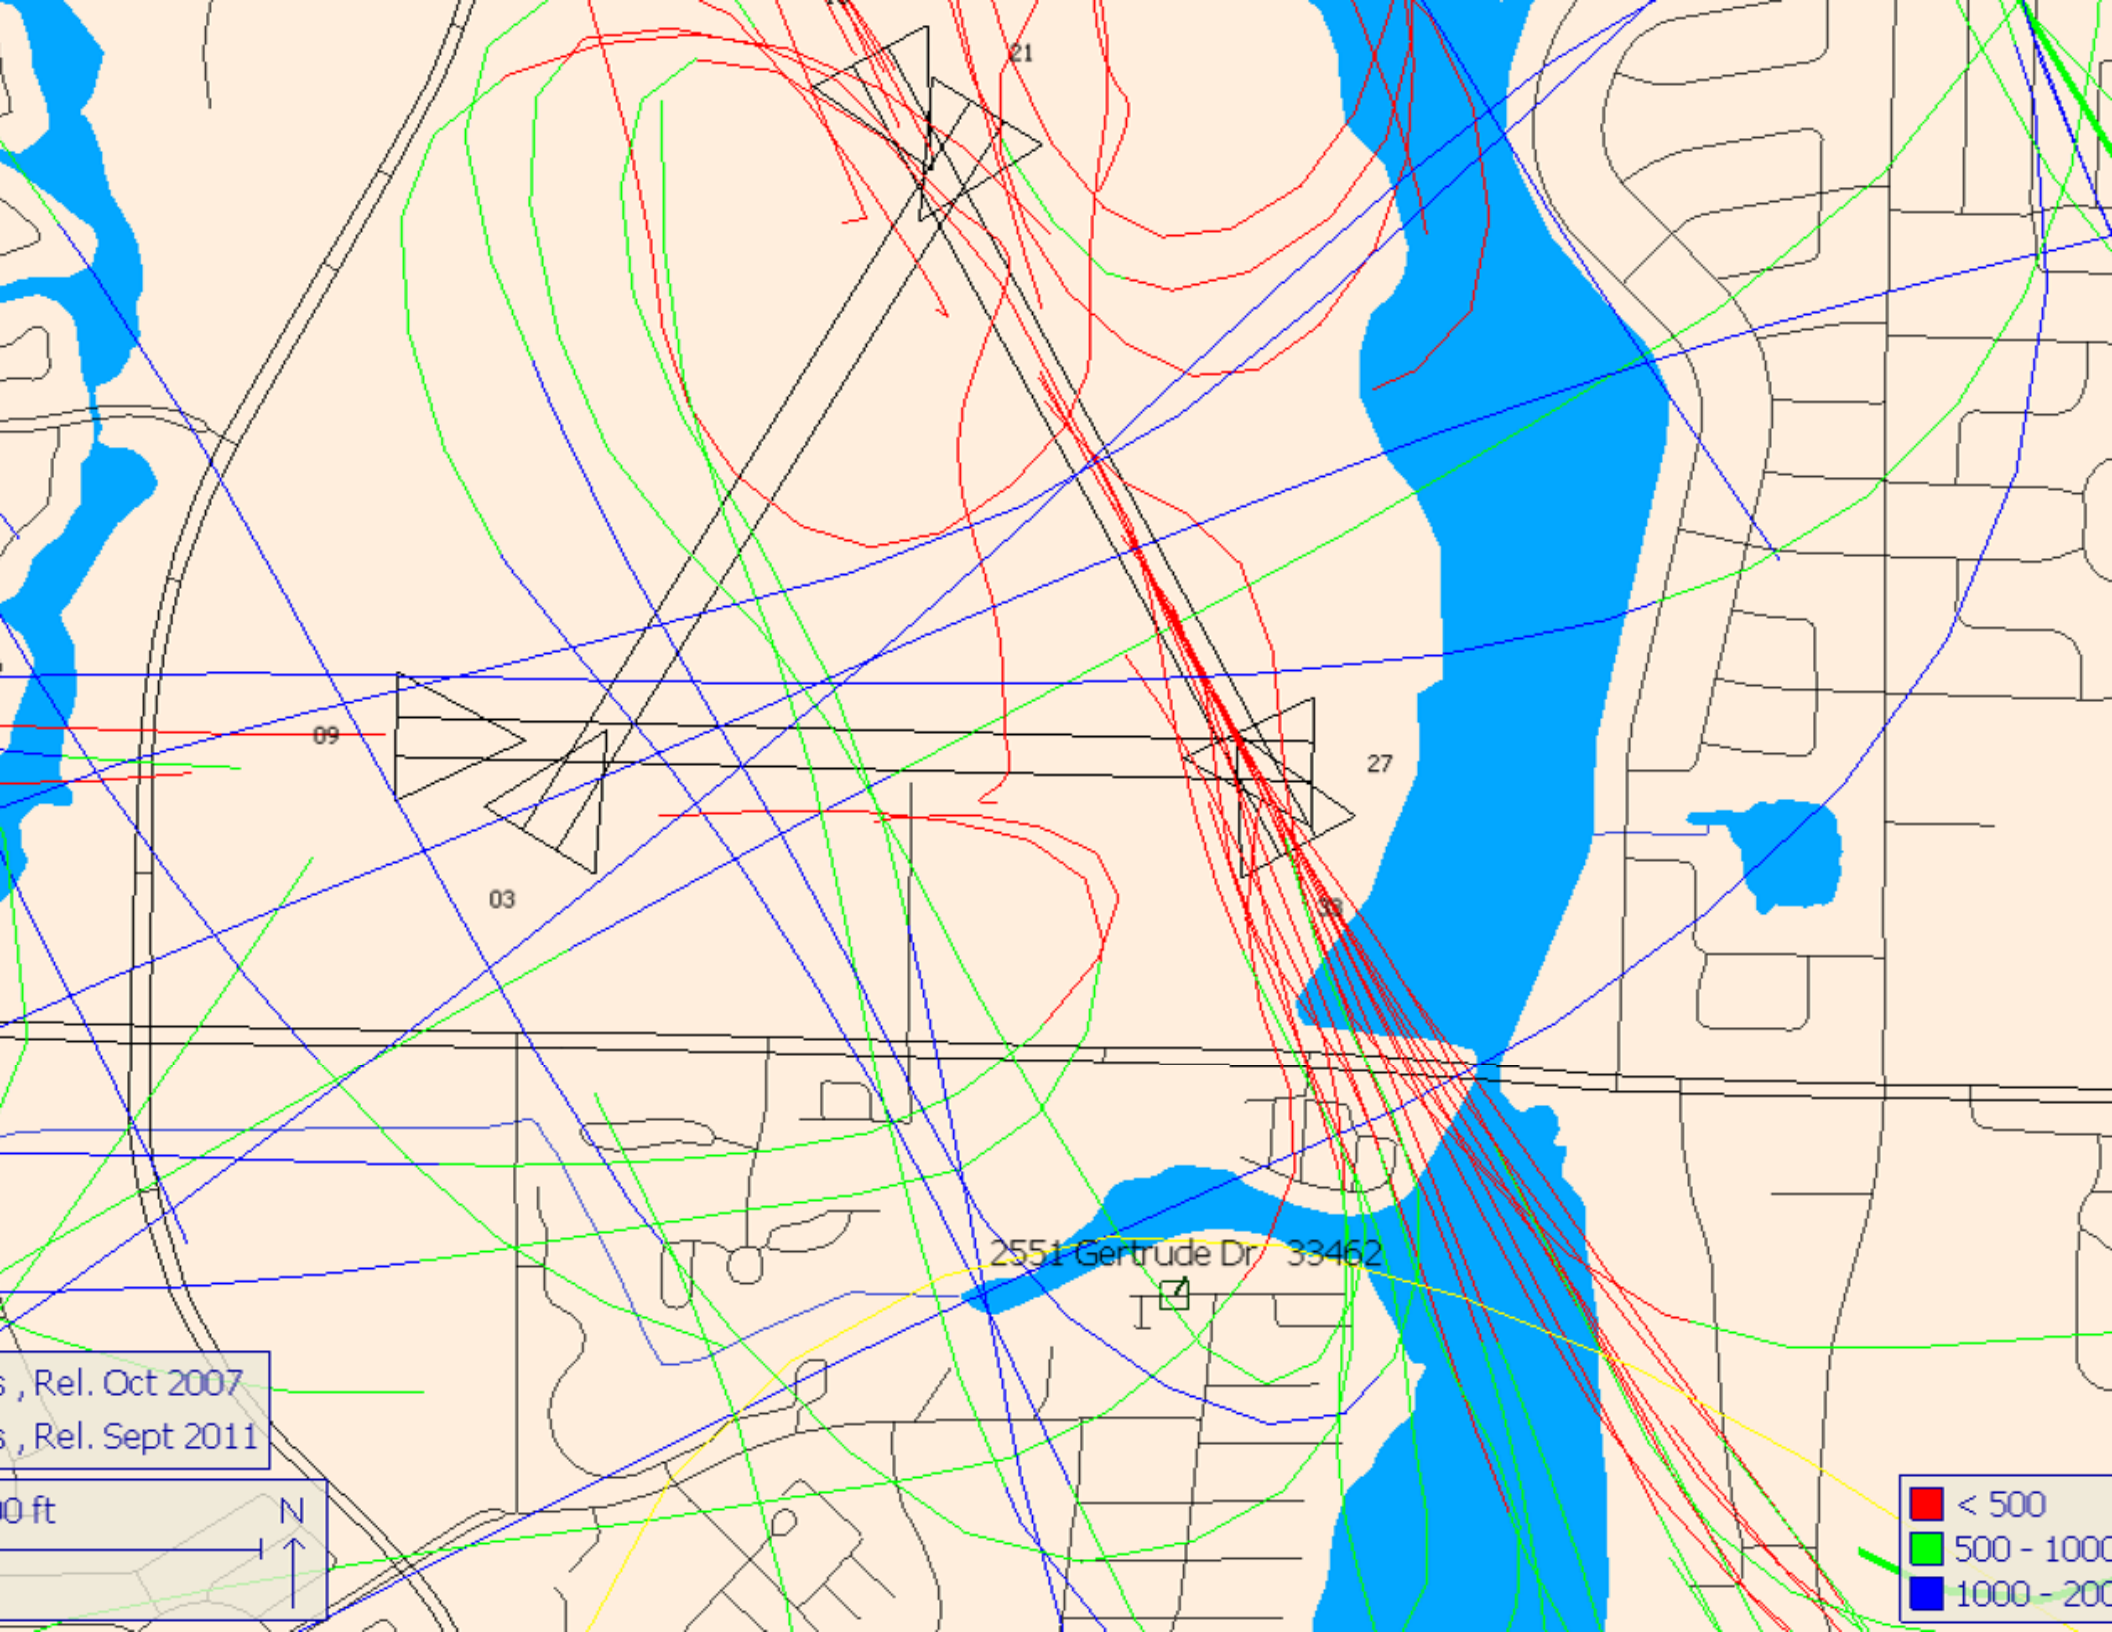 21
09
27
03
33
2551 Gertrude Dr 33462
s , Rel. Oct 2007
s , Rel. Sept 2011
0 ft
N
< 500
500 - 1000
1000 - 200